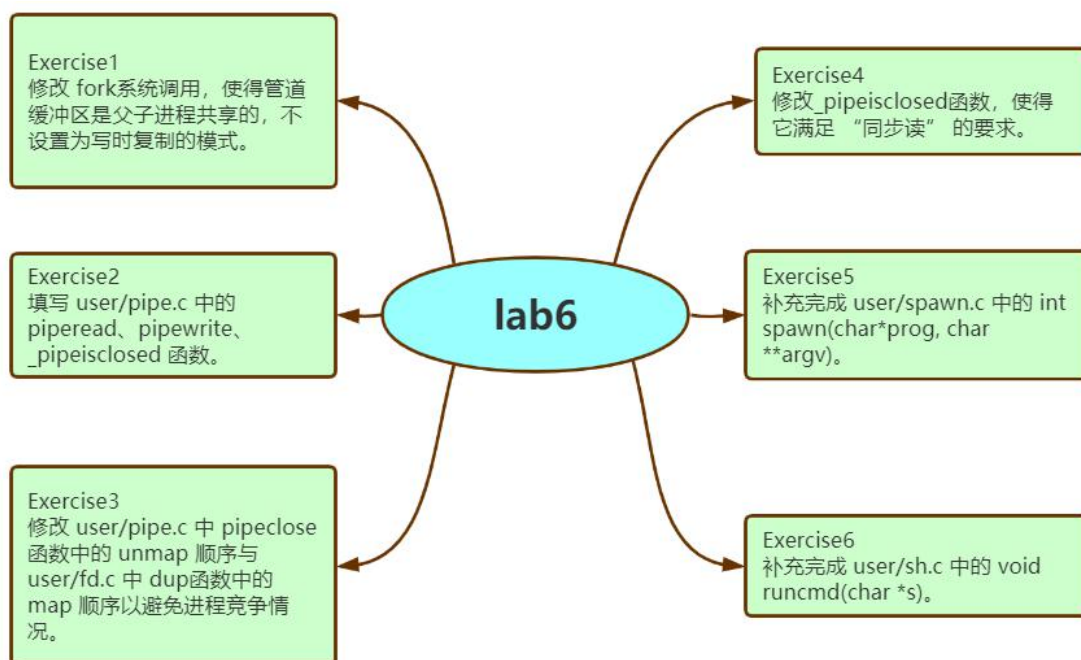 Exercise1
修改 fork系统调用，使得管道
缓冲区是父子进程共享的，不
设置为写时复制的模式。
Exercise2
填写 user/pipe.c 中的
piperead、pipewrite、
_pipeisclosed 函数。
Exercise3
修改 user/pipe.c 中 pipeclose
函数中的 unmap 顺序与
user/fd.c 中 dup函数中的
map 顺序以避免进程竞争情
况。
lab6
Exercise4
修改_pipeisclosed函数，使得
它满足 “同步读” 的要求。
Exercise5
补充完成 user/spawn.c 中的 int
spawn(char*prog, char
**argv)。
Exercise6
补充完成 user/sh.c 中的 void
runcmd(char *s)。